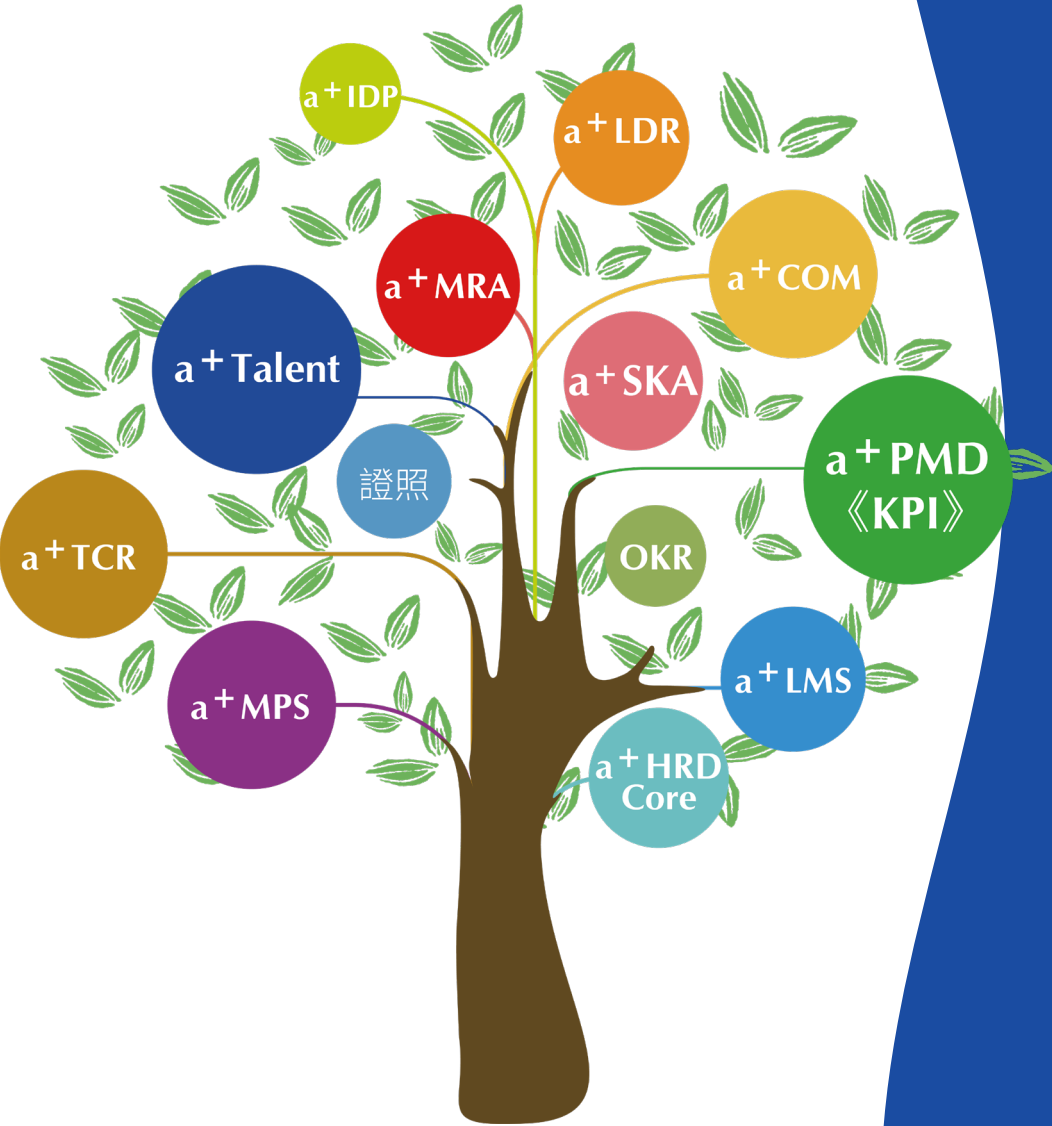 a+ IDP
a+ LDR
a+ MRA
a+ COM
a+ Talent
a+ SKA
a+ PMD
《KPI》
證照
a+ TCR
OKR
a+ MPS
a+ LMS
a+ HRD
Core